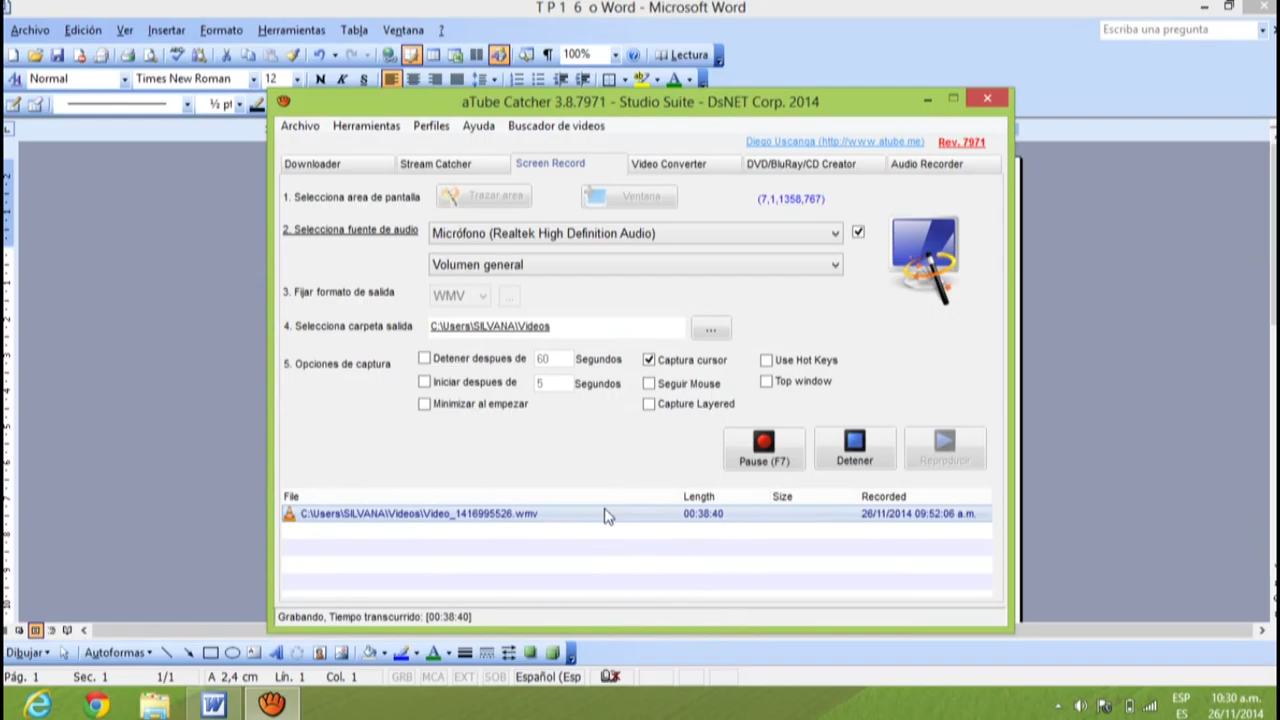 T P 1 6 o Word - Microsoft Word
Archivo Edición Ver Insertar Formato Herramientas Tabla Ventana ?
Escriba una pregunta
100% Lectura
Normal Times New Roman 12 N K S
½ pt
aTube Catcher 3.8.7971 - Studio Suite - DsNET Corp. 2014
Archivo Herramientas Perfiles Ayuda Buscador de videos
Diego Uscanga (http://www.atube.me) Rev. 7971
Downloader Stream Catcher Screen Record Video Converter DVD/BluRay/CD Creator Audio Recorder
1. Selecciona area de pantalla Trazar area Ventana (7,1,1358,767)
2. Selecciona fuente de audio Micrófono (Realtek High Definition Audio)
Volumen general
3. Fijar formato de salida WMV ...
4. Selecciona carpeta salida C:\Users\SILVANA\Videos ...
5. Opciones de captura Detener despues de 60 Segundos Captura cursor Use Hot Keys
Iniciar despues de 5 Segundos Seguir Mouse Top window
Minimizar al empezar Capture Layered
Pause (F7) Detener Reproducir
File Length Size Recorded
C:\Users\SILVANA\Videos\Video_1416995526.wmv 00:38:40 26/11/2014 09:52:06 a.m.
Grabando, Tiempo transcurrido: [00:38:40]
Dibujar Autoformas
Pág. 1 Sec. 1 1/1 A 2,4 cm Lín. 1 Col. 1 GRB MCA EXT SOB Español (Esp
ESP 10:30 a.m.
ES 26/11/2014